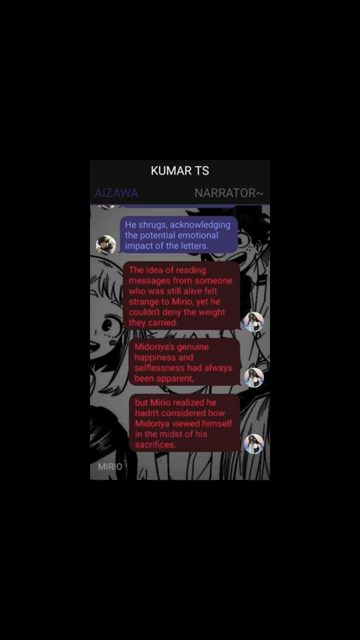 KUMAR TS
AIZAWA
NARRATOR~
He shrugs, acknowledging
the potential emotional
impact of the letters.
The idea of reading
messages from someone
who was still alive felt
strange to Mirio, yet he
couldn't deny the weight
they carried.
Midoriya's genuine
happiness and
selflessness had always
been apparent,
but Mirio realized he
hadn't considered how
Midoriya viewed himself
in the midst of his
sacrifices.
MIRIO